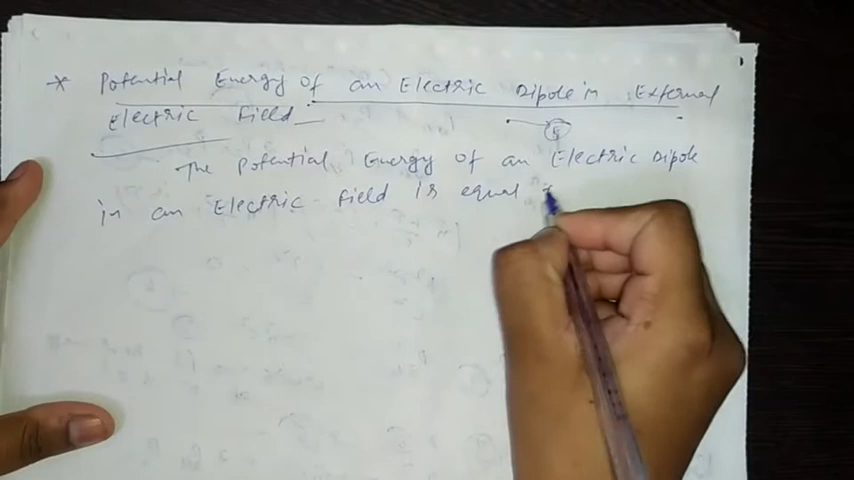 * Potential Energy of an Electric Dipole in External
Electric Field
The Potential Energy of an Electric Dipole
in an Electric field is equal